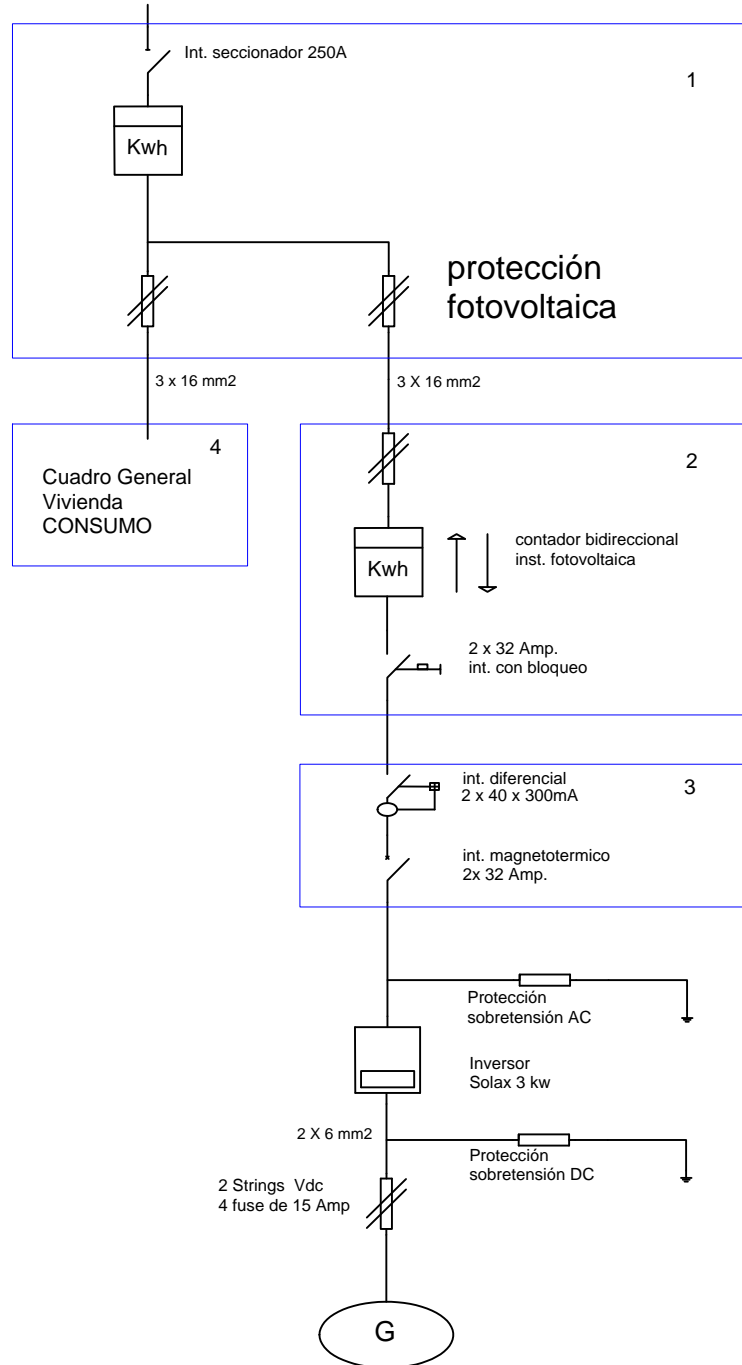 Int. seccionador 250A
1
Kwh
protección
fotovoltaica
3 x 16 mm2
3 X 16 mm2
4
Cuadro General
Vivienda
CONSUMO
2
Kwh
contador bidireccional
inst. fotovoltaica
2 x 32 Amp.
int. con bloqueo
int. diferencial
2 x 40 x 300mA
3
int. magnetotermico
2x 32 Amp.
Protección
sobretensión AC
Inversor
Solax 3 kw
2 X 6 mm2
Protección
sobretensión DC
2 Strings Vdc
4 fuse de 15 Amp
G